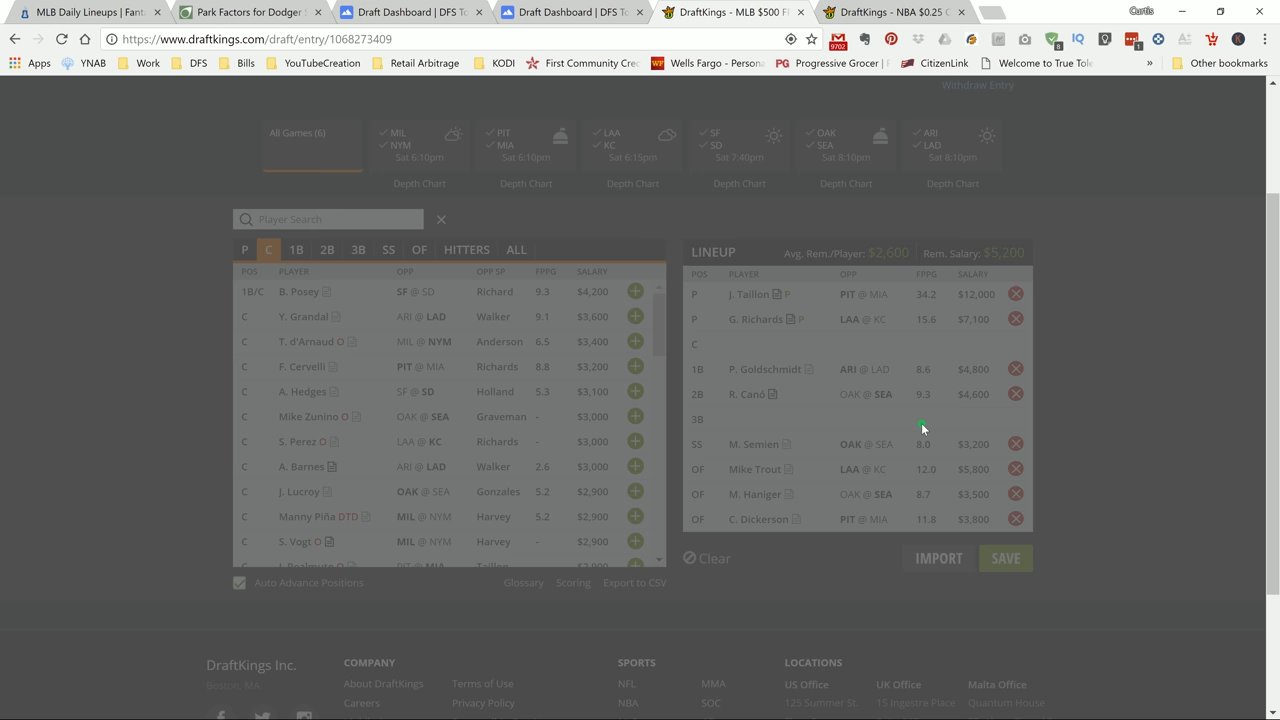 MLB Daily Lineups | Fanta
Park Factors for Dodger
Draft Dashboard | DFS To
Draft Dashboard | DFS To
DraftKings - MLB $500 F
DraftKings - NBA $0.25
Curtis
https://www.draftkings.com/draft/entry/1068273409
9702
8
1
K
Apps YNAB Work DFS Bills YouTubeCreation Retail Arbitrage KODI First Community Cre Wells Fargo - Persona Progressive Grocer | CitizenLink Welcome to True Tole » Other bookmarks
Withdraw Entry
All Games (6)
MIL
NYM
Sat 6:10pm
Depth Chart
PIT
MIA
Sat 6:10pm
Depth Chart
LAA
KC
Sat 6:15pm
Depth Chart
SF
SD
Sat 7:40pm
Depth Chart
OAK
SEA
Sat 8:10pm
Depth Chart
ARI
LAD
Sat 8:10pm
Depth Chart
Player Search
P C 1B 2B 3B SS OF HITTERS ALL
POS PLAYER OPP OPP SP FPPG SALARY
1B/C B. Posey SF @ SD Richard 9.3 $4,200
C Y. Grandal ARI @ LAD Walker 9.1 $3,600
C T. d'Arnaud O MIL @ NYM Anderson 6.5 $3,400
C F. Cervelli PIT @ MIA Richards 8.8 $3,200
C A. Hedges SF @ SD Holland 5.3 $3,100
C Mike Zunino O OAK @ SEA Graveman - $3,000
C S. Perez O LAA @ KC Richards - $3,000
C A. Barnes ARI @ LAD Walker 2.6 $3,000
C J. Lucroy OAK @ SEA Gonzales 5.2 $2,900
C Manny Piña DTD MIL @ NYM Harvey 5.2 $2,900
C S. Vogt O MIL @ NYM Harvey - $2,900
C J. Realmuto O PIT @ MIA Taillon - $2,900
Auto Advance Positions
Glossary Scoring Export to CSV
LINEUP Avg. Rem./Player: $2,600 Rem. Salary: $5,200
POS PLAYER OPP FPPG SALARY
P J. Taillon P PIT @ MIA 34.2 $12,000
P G. Richards P LAA @ KC 15.6 $7,100
C
1B P. Goldschmidt ARI @ LAD 8.6 $4,800
2B R. Canó OAK @ SEA 9.3 $4,600
3B
SS M. Semien OAK @ SEA 8.0 $3,200
OF Mike Trout LAA @ KC 12.0 $5,800
OF M. Haniger OAK @ SEA 8.7 $3,500
OF C. Dickerson PIT @ MIA 11.8 $3,800
Clear IMPORT SAVE
DraftKings Inc.
Boston, MA
COMPANY
About DraftKings Terms of Use
Careers Privacy Policy
SPORTS
NFL MMA
NBA SOC
LOCATIONS
US Office UK Office Malta Office
125 Summer St. 15 Ingestre Place Quantum House